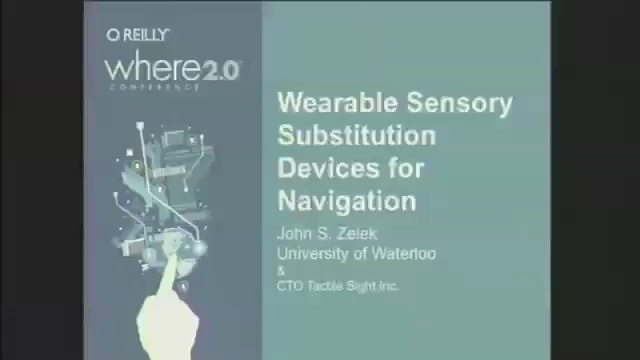 O REILLY
where2.0
CONFERENCE
Wearable Sensory
Substitution
Devices for
Navigation
John S. Zelek
University of Waterloo
&
CTO Tactile Sight Inc.